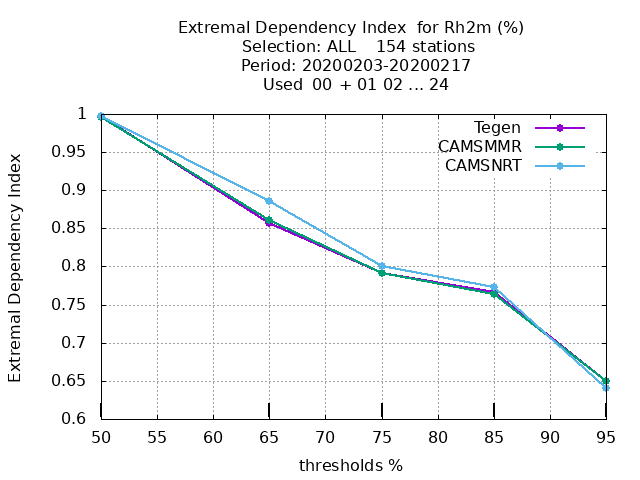 Extremal Dependency Index  for Rh2m (%)
Selection: ALL    154 stations
Period: 20200203-20200217
Used  00 + 01 02 ... 24
Tegen
CAMSMMR
CAMSNRT
Extremal Dependency Index
1
0.95
0.9
0.85
0.8
0.75
0.7
0.65
0.6
50 55 60 65 70 75 80 85 90 95
thresholds %